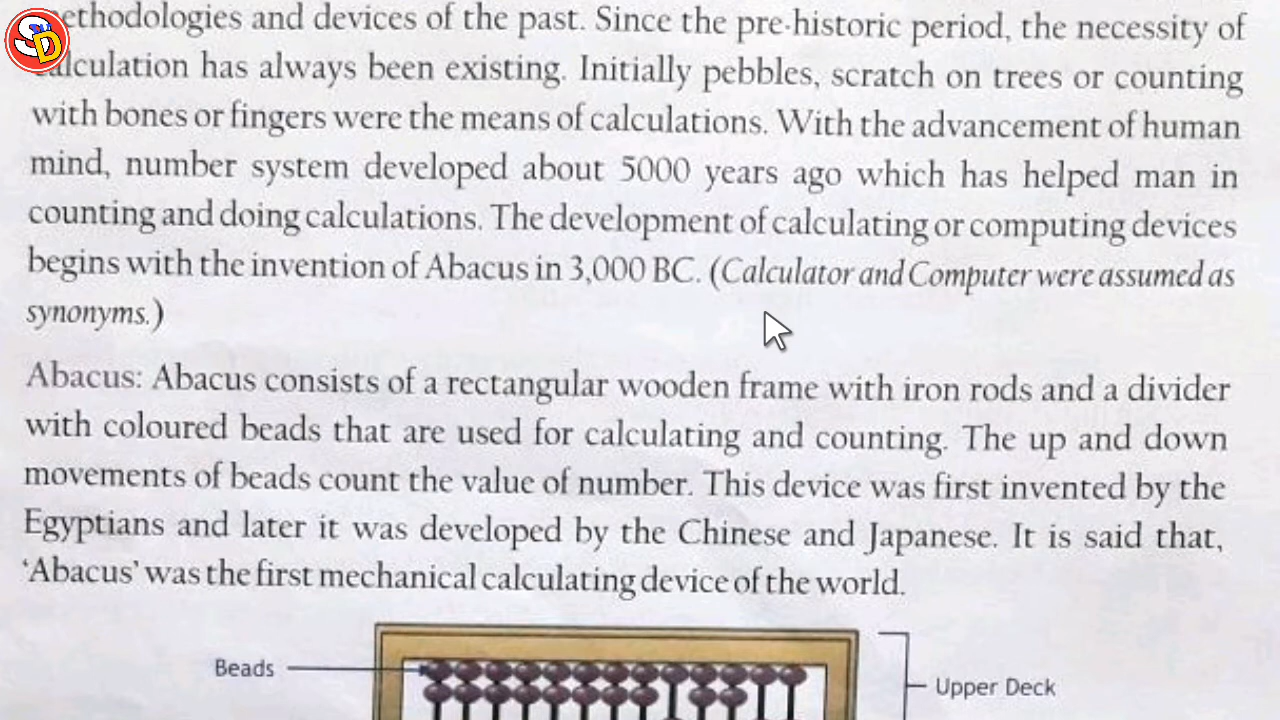 SD
ethodologies and devices of the past. Since the pre-historic period, the necessity of
alculation has always been existing. Initially pebbles, scratch on trees or counting
with bones or fingers were the means of calculations. With the advancement of human
mind, number system developed about 5000 years ago which has helped man in
counting and doing calculations. The development of calculating or computing devices
begins with the invention of Abacus in 3,000 BC. (Calculator and Computer were assumed as
synonyms.)
Abacus: Abacus consists of a rectangular wooden frame with iron rods and a divider
with coloured beads that are used for calculating and counting. The up and down
movements of beads count the value of number. This device was first invented by the
Egyptians and later it was developed by the Chinese and Japanese. It is said that,
‘Abacus’ was the first mechanical calculating device of the world.
Beads
Upper Deck